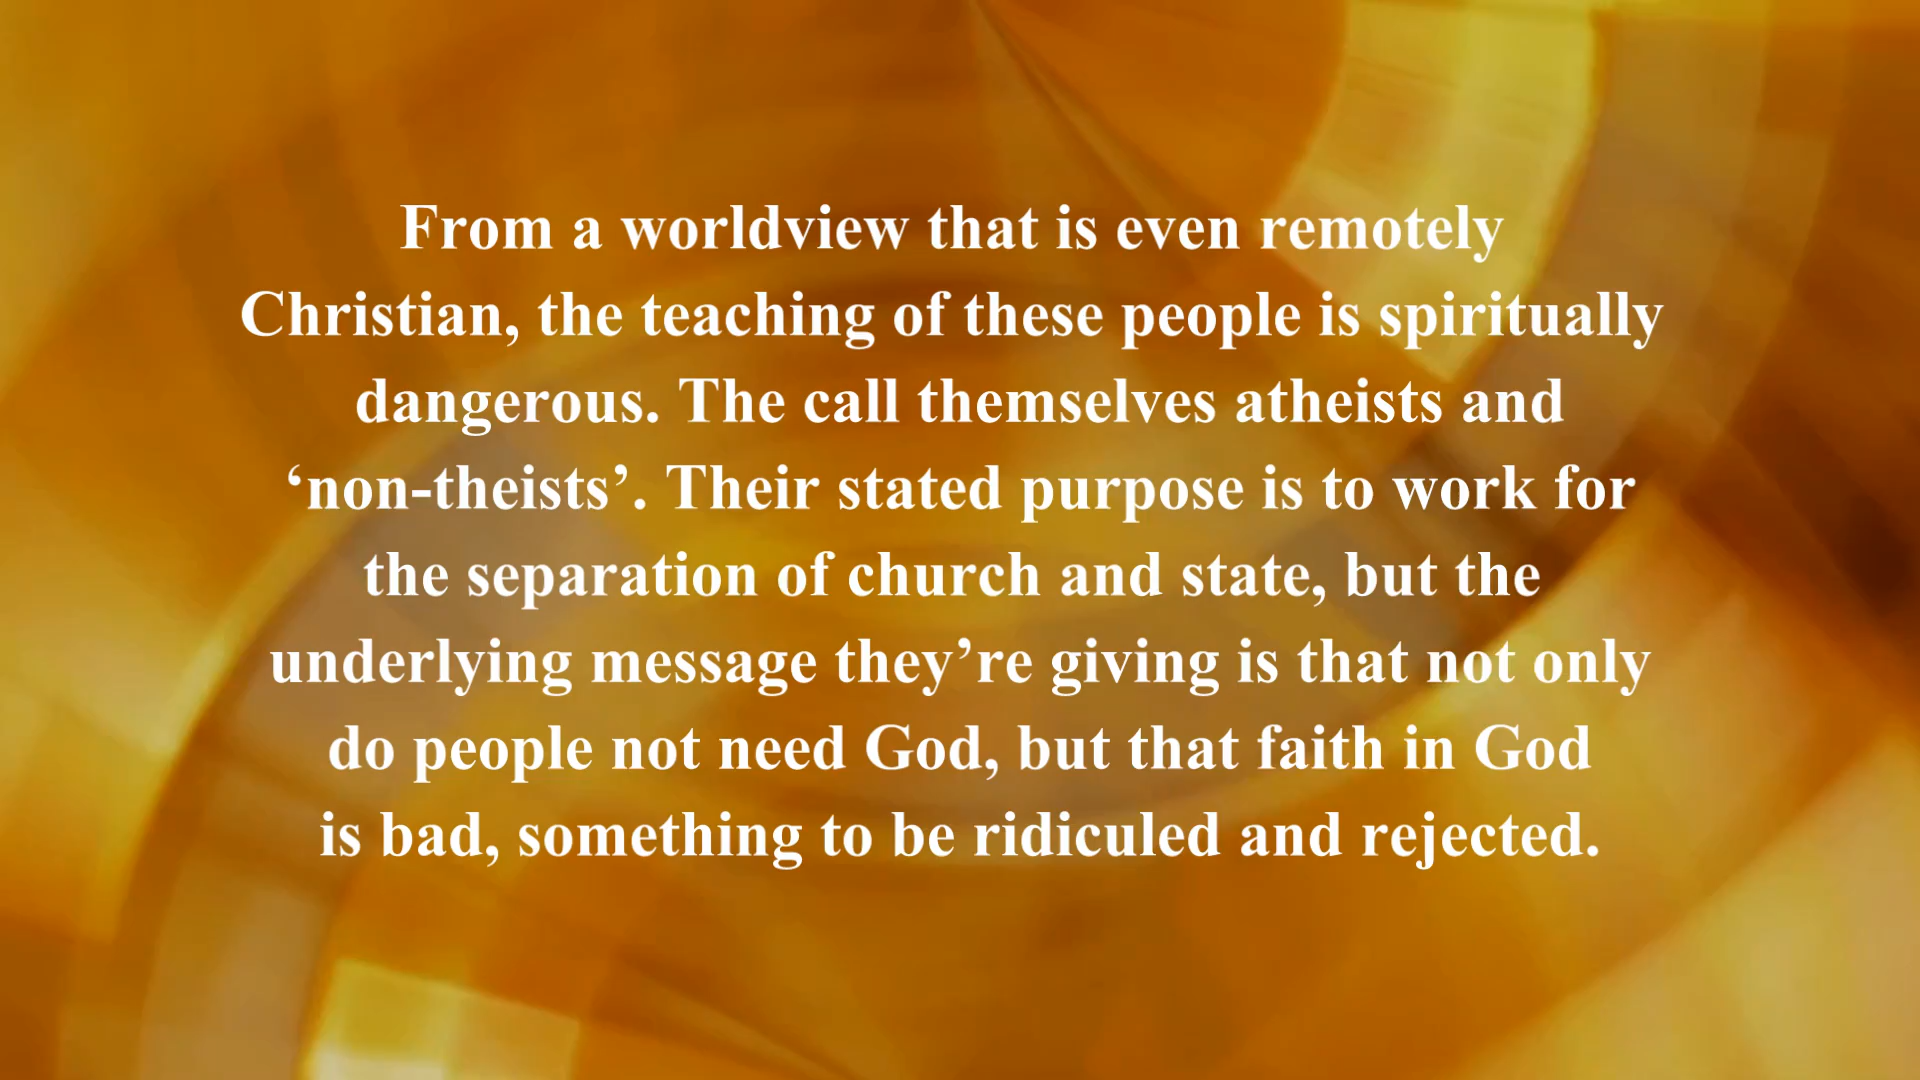 From a worldview that is even remotely
Christian, the teaching of these people is spiritually
dangerous. The call themselves atheists and
‘non-theists’. Their stated purpose is to work for
the separation of church and state, but the
underlying message they’re giving is that not only
do people not need God, but that faith in God
is bad, something to be ridiculed and rejected.